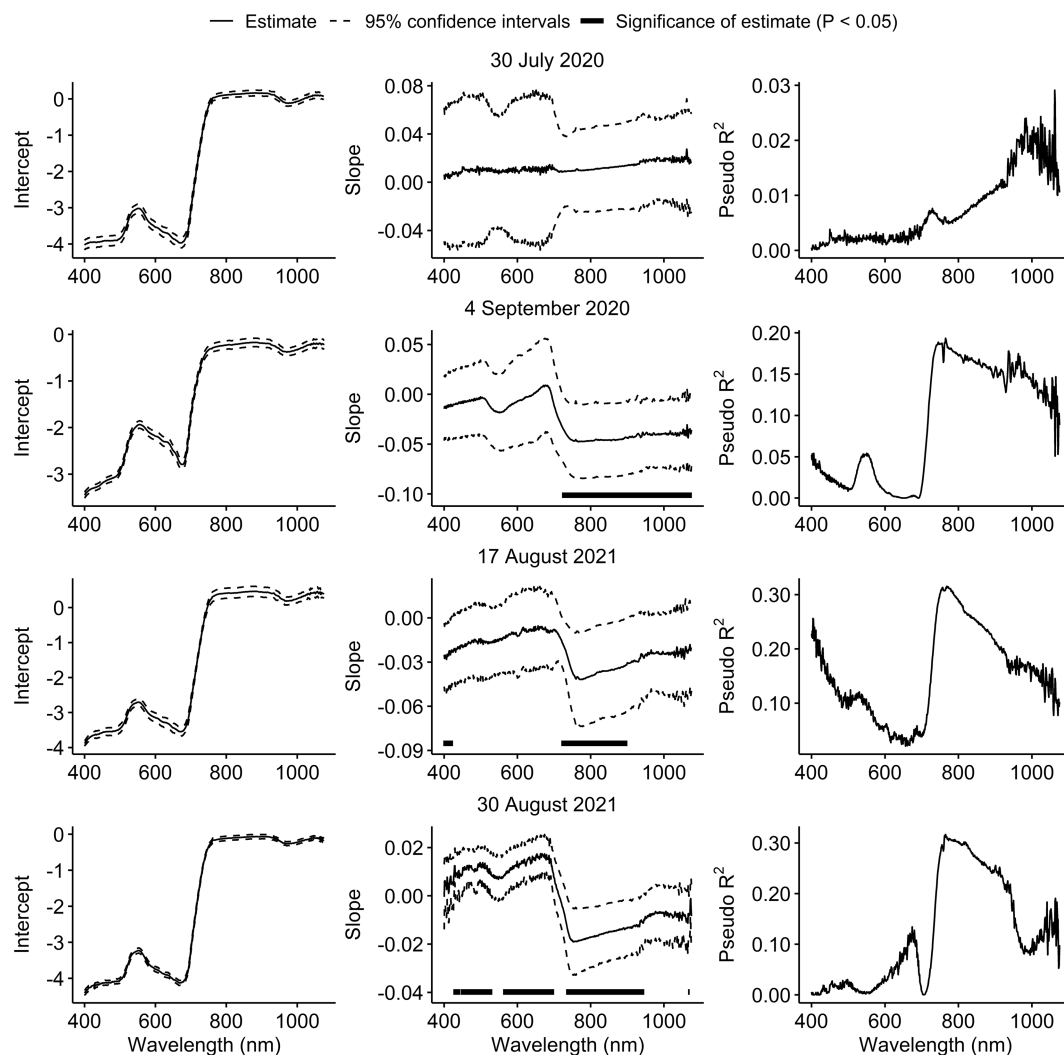 Estimate 95% confidence intervals Significance of estimate (P < 0.05)
30 July 2020
Intercept
0
-1
-2
-3
-4
400 600 800 1000
Slope
0.08
0.04
0.00
-0.04
400 600 800 1000
Pseudo R²
0.03
0.02
0.01
0.00
400 600 800 1000
4 September 2020
Intercept
0
-1
-2
-3
400 600 800 1000
Slope
0.05
0.00
-0.05
-0.10
400 600 800 1000
Pseudo R²
0.20
0.15
0.10
0.05
0.00
400 600 800 1000
17 August 2021
Intercept
0
-1
-2
-3
-4
400 600 800 1000
Slope
0.00
-0.03
-0.06
-0.09
400 600 800 1000
Pseudo R²
0.30
0.20
0.10
400 600 800 1000
30 August 2021
Intercept
0
-1
-2
-3
-4
400 600 800 1000
Wavelength (nm)
Slope
0.02
0.00
-0.02
-0.04
400 600 800 1000
Wavelength (nm)
Pseudo R²
0.30
0.20
0.10
0.00
400 600 800 1000
Wavelength (nm)